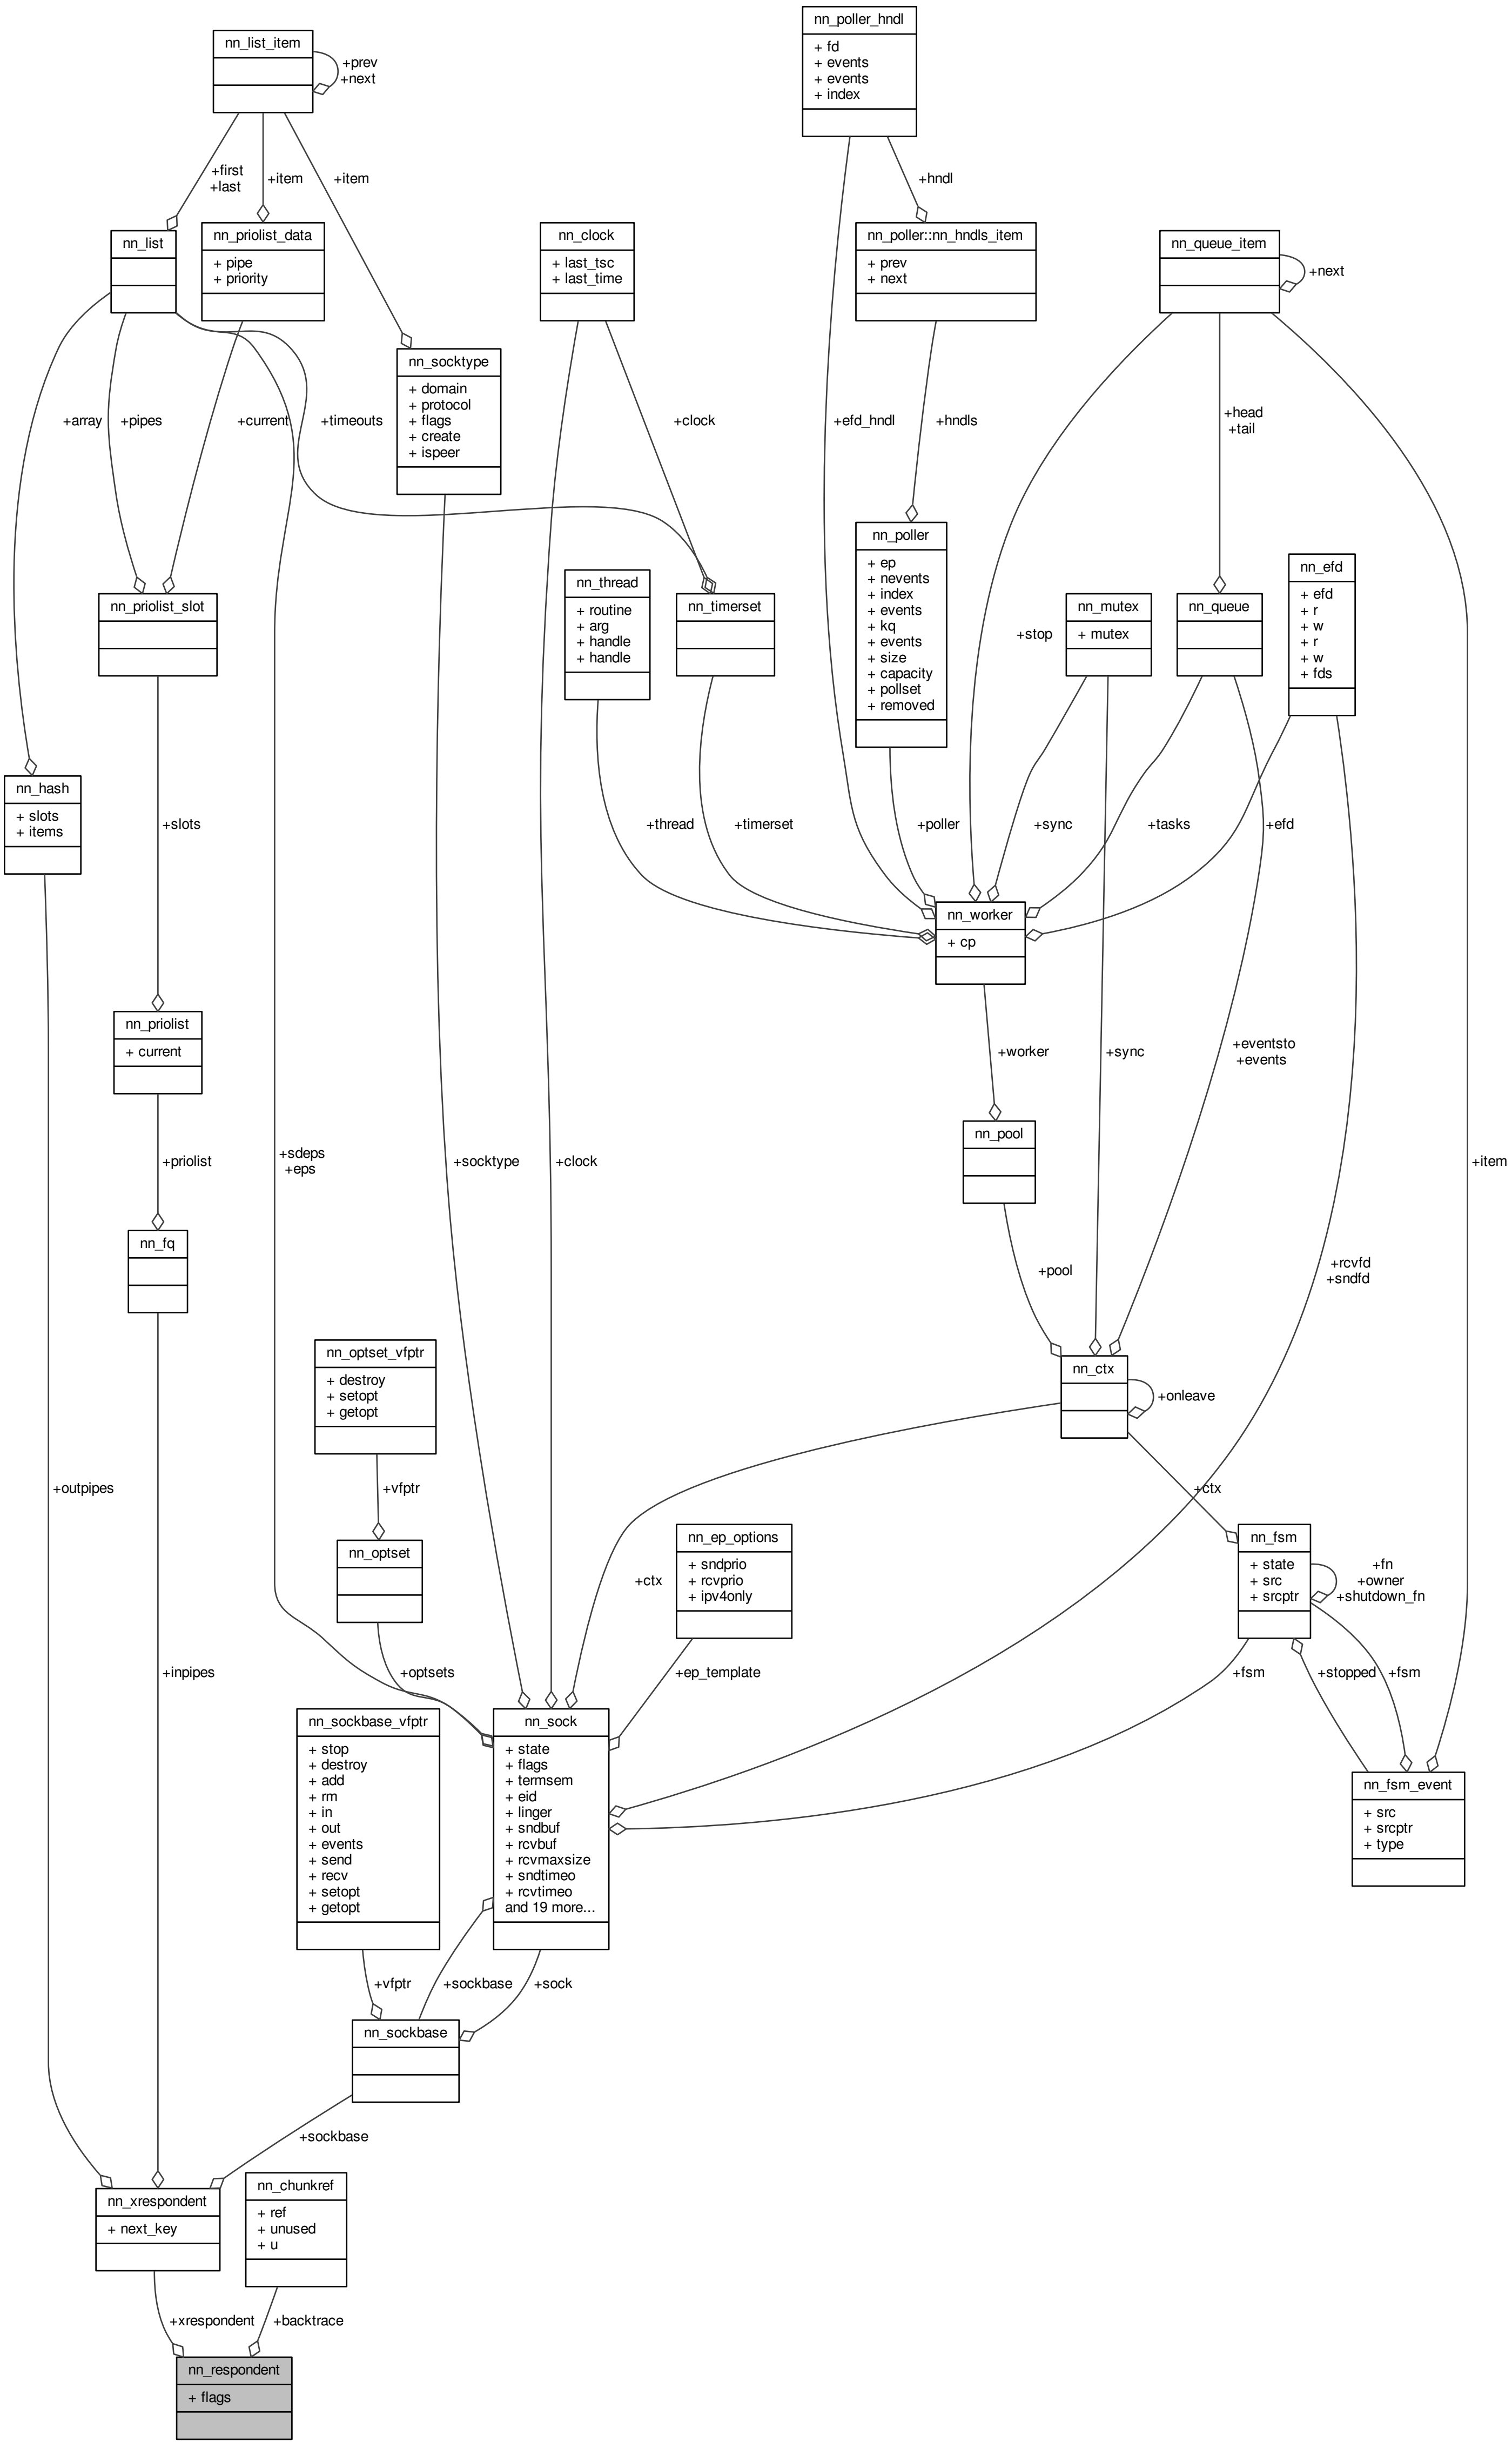 nn_poller_hndl
+ fd
+ events
+ events
+ index
nn_list_item
+prev
+next
+first
+last
+item
+item
+hndl
nn_list
nn_priolist_data
+ pipe
+ priority
nn_clock
+ last_tsc
+ last_time
nn_poller::nn_hndls_item
+ prev
+ next
nn_queue_item
+next
nn_socktype
+ domain
+ protocol
+ flags
+ create
+ ispeer
+array
+pipes
+current
+timeouts
+clock
+efd_hndl
+hndls
+head
+tail
nn_poller
+ ep
+ nevents
+ index
+ events
+ kq
+ events
+ size
+ capacity
+ pollset
+ removed
nn_efd
+ efd
+ r
+ w
+ r
+ w
+ fds
nn_thread
+ routine
+ arg
+ handle
+ handle
nn_priolist_slot
nn_timerset
nn_mutex
+ mutex
nn_queue
+stop
nn_hash
+ slots
+ items
+slots
+thread
+timerset
+poller
+sync
+tasks
+efd
nn_worker
+ cp
nn_priolist
+ current
+worker
+sync
+eventsto
+events
nn_pool
+priolist
+sdeps
+eps
+socktype
+clock
+item
nn_fq
+pool
+rcvfd
+sndfd
nn_optset_vfptr
+ destroy
+ setopt
+ getopt
nn_ctx
+onleave
+outpipes
+vfptr
+ctx
nn_optset
nn_ep_options
+ sndprio
+ rcvprio
+ ipv4only
+ctx
nn_fsm
+ state
+ src
+ srcptr
+fn
+owner
+shutdown_fn
+inpipes
+optsets
+ep_template
+fsm
+stopped
+fsm
nn_sockbase_vfptr
+ stop
+ destroy
+ add
+ rm
+ in
+ out
+ events
+ send
+ recv
+ setopt
+ getopt
nn_sock
+ state
+ flags
+ termsem
+ eid
+ linger
+ sndbuf
+ rcvbuf
+ rcvmaxsize
+ sndtimeo
+ rcvtimeo
and 19 more...
nn_fsm_event
+ src
+ srcptr
+ type
+vfptr
+sockbase
+sock
nn_sockbase
+sockbase
nn_xrespondent
+ next_key
nn_chunkref
+ ref
+ unused
+ u
+xrespondent
+backtrace
nn_respondent
+ flags